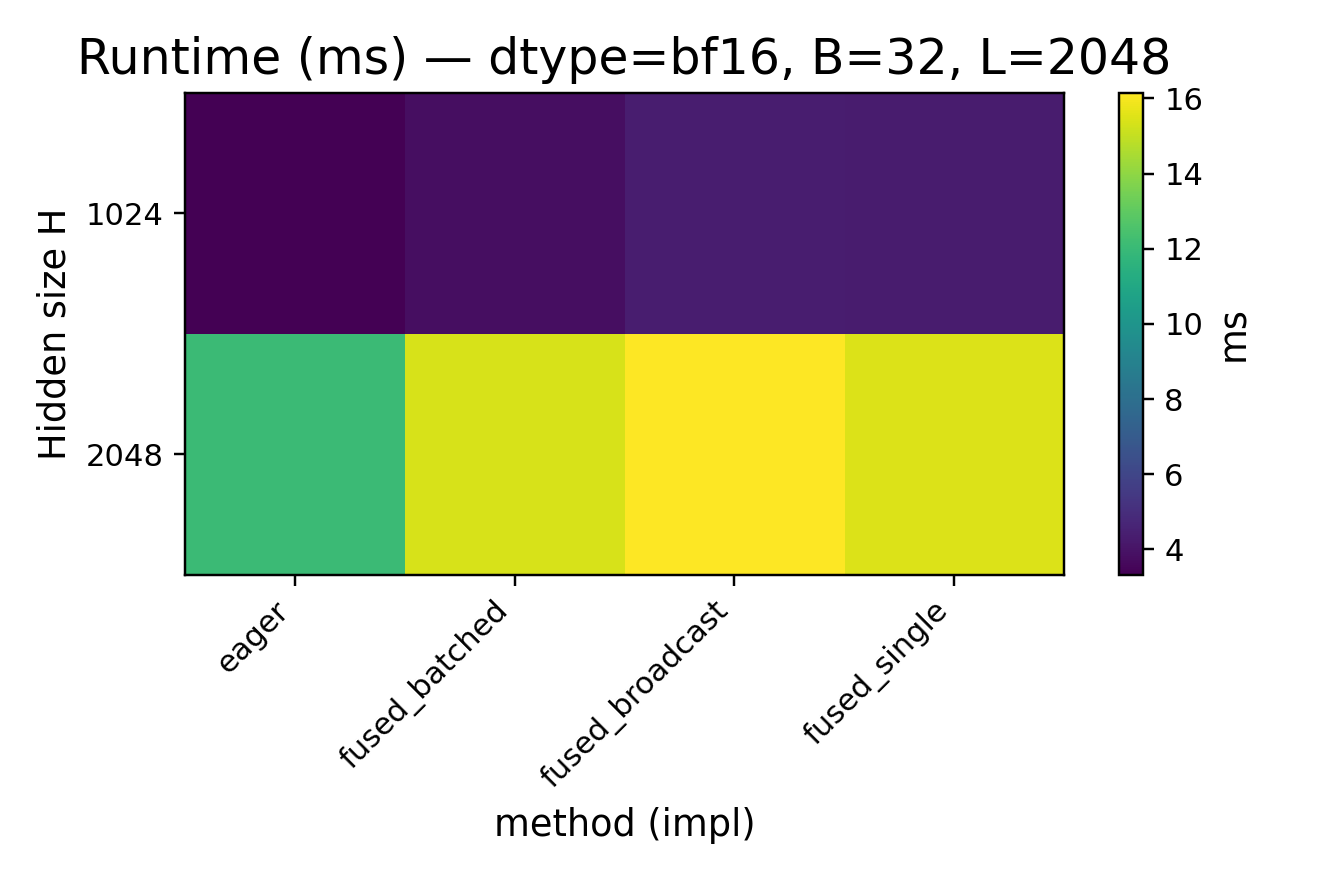 Runtime (ms) — dtype=bf16, B=32, L=2048
Hidden size H
1024
2048
eager
fused_batched
fused_broadcast
fused_single
method (impl)
16
14
12
10
8
6
4
ms